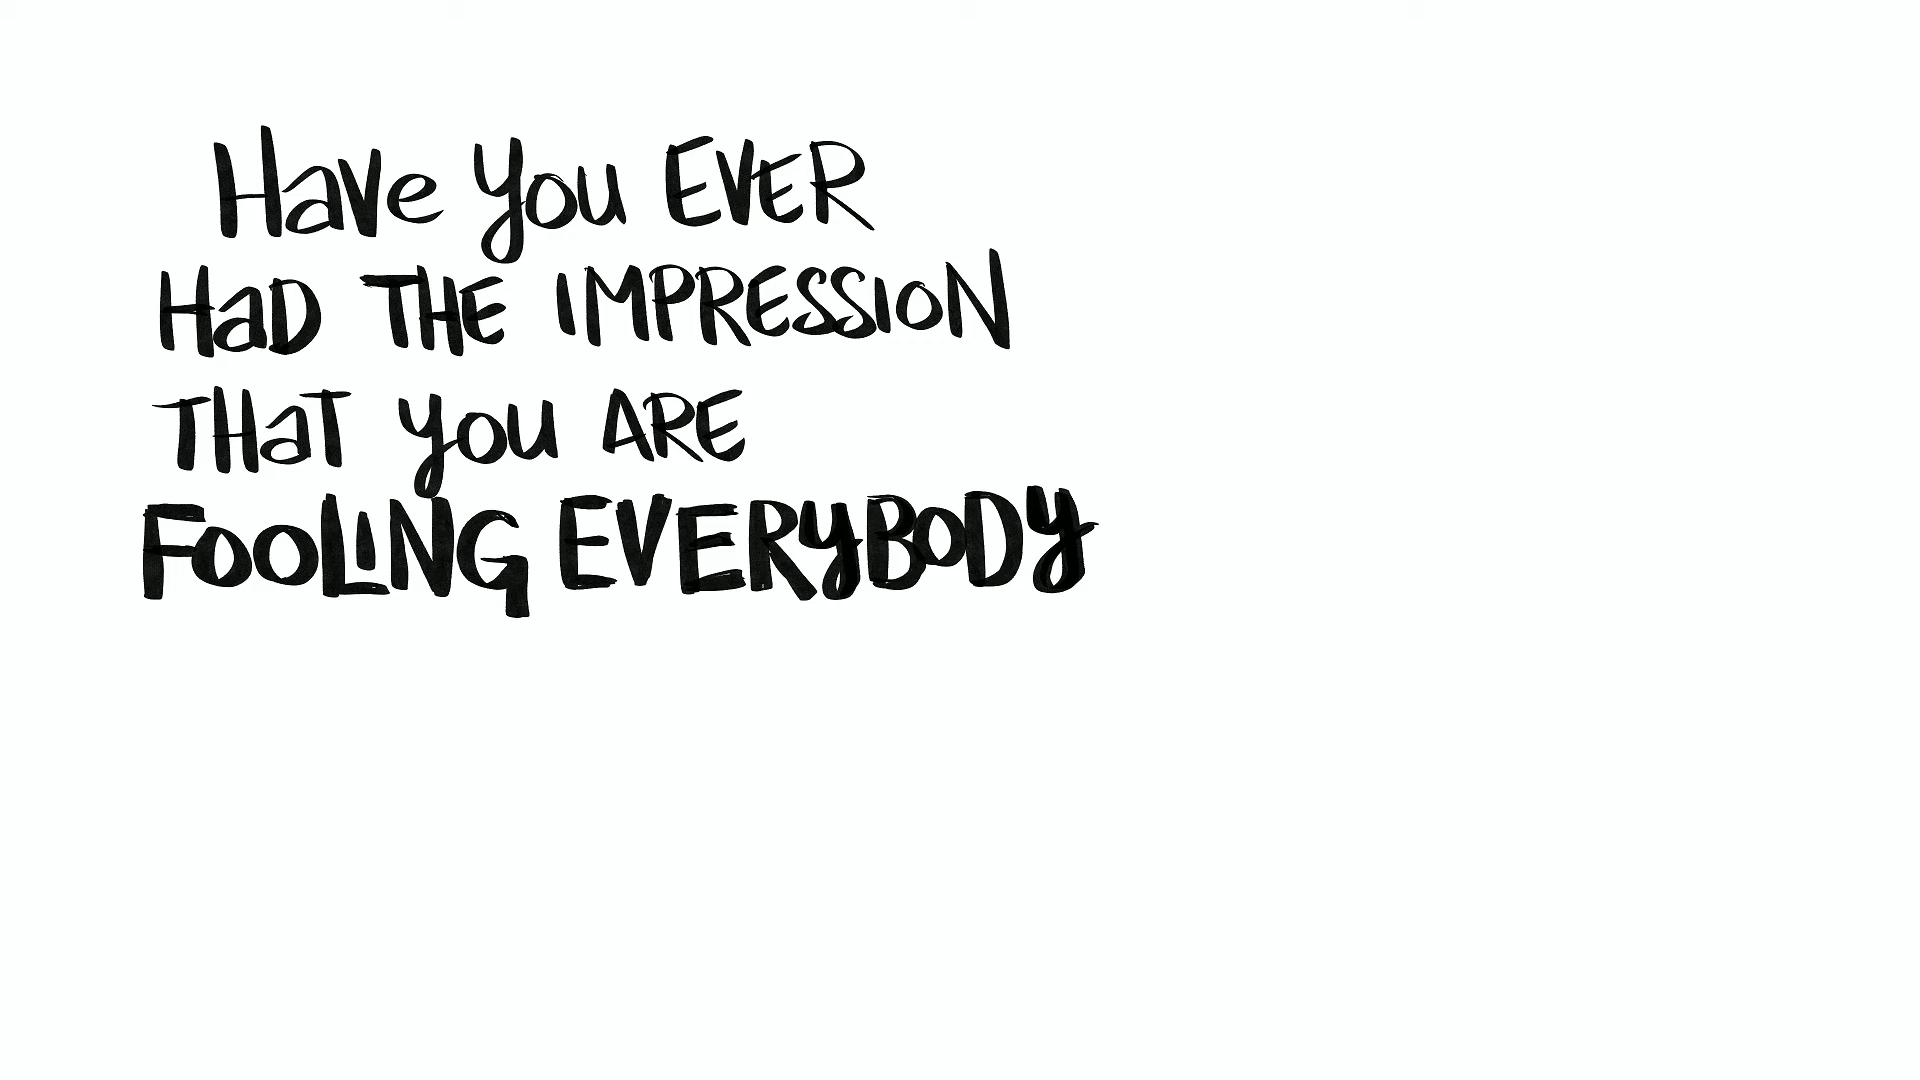 Have you EVER
HaD THE IMPRESSION
THaT you ARE
FOOLING EVERYBODY